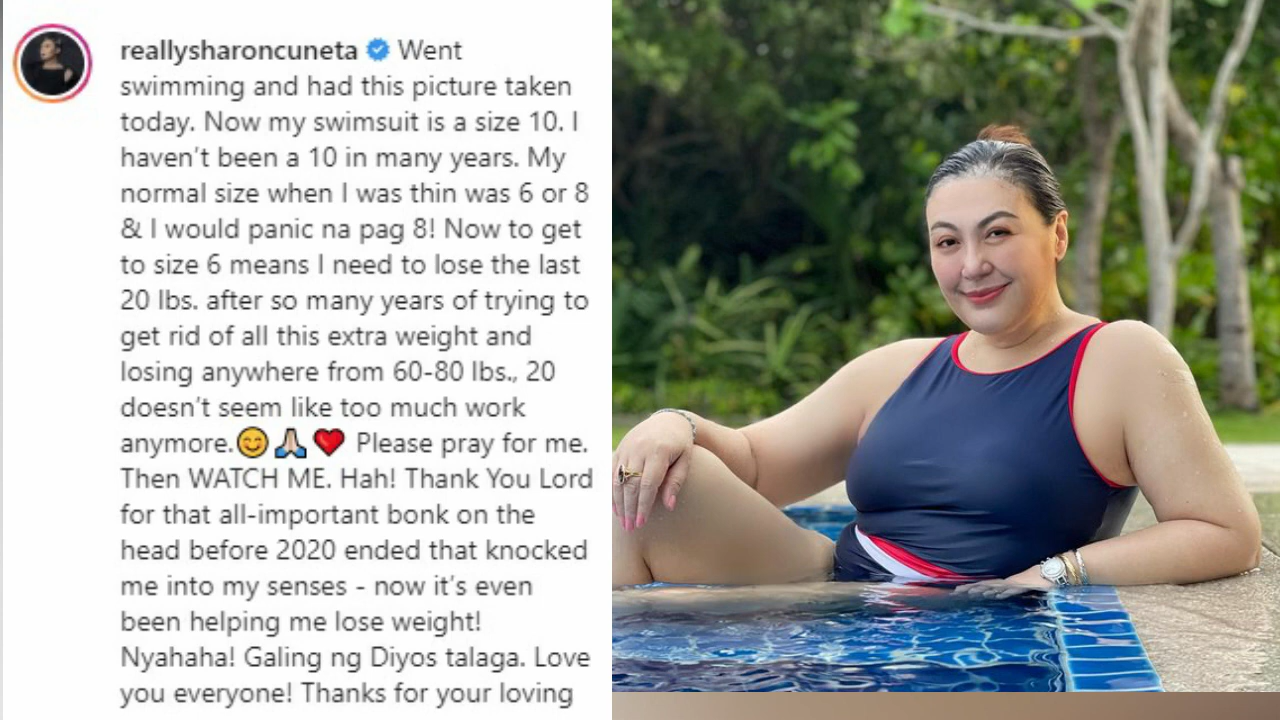 reallysharoncuneta Went
swimming and had this picture taken
today. Now my swimsuit is a size 10. I
haven't been a 10 in many years. My
normal size when I was thin was 6 or 8
& I would panic na pag 8! Now to get
to size 6 means I need to lose the last
20 lbs. after so many years of trying to
get rid of all this extra weight and
losing anywhere from 60-80 lbs., 20
doesn't seem like too much work
anymore.😊🙏🏻❤️ Please pray for me.
Then WATCH ME. Hah! Thank You Lord
for that all-important bonk on the
head before 2020 ended that knocked
me into my senses - now it's even
been helping me lose weight!
Nyahaha! Galing ng Diyos talaga. Love
you everyone! Thanks for your loving